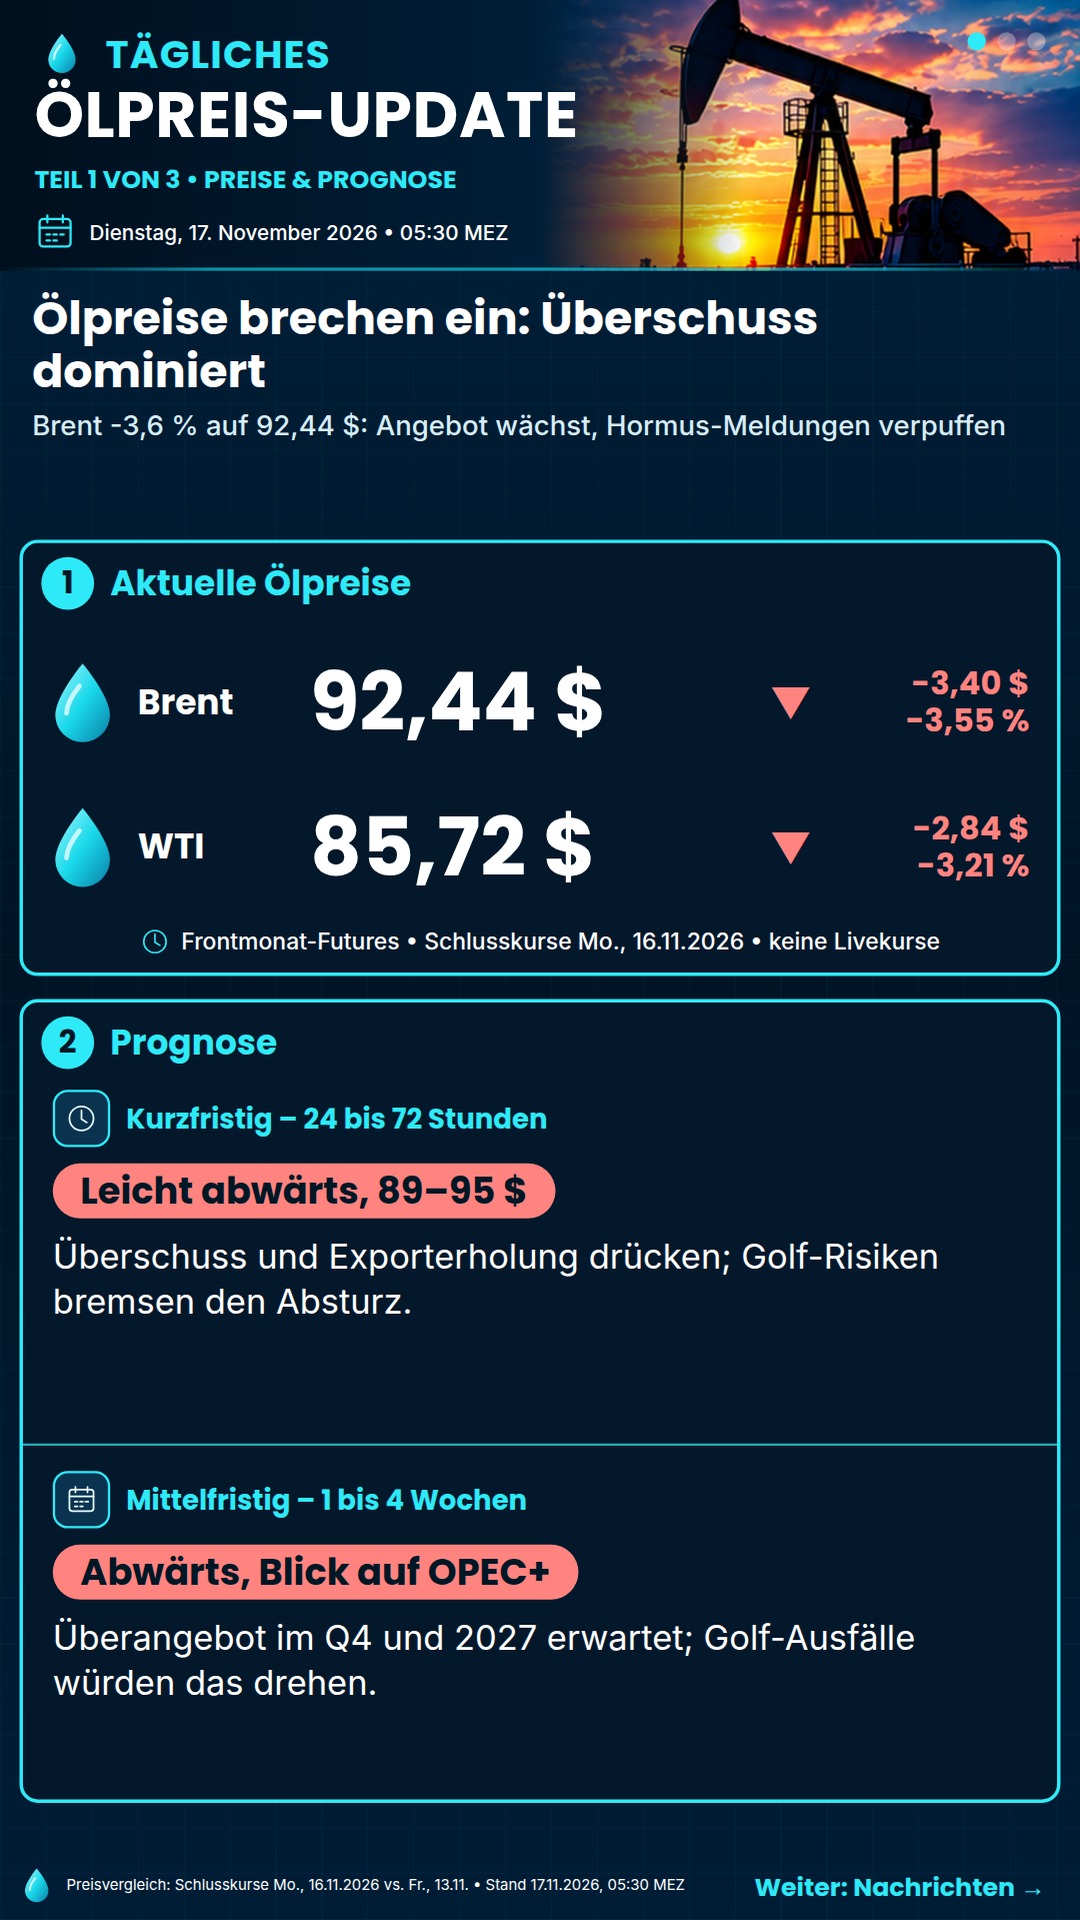 TÄGLICHES
ÖLPREIS-UPDATE
TEIL 1 VON 3 • PREISE & PROGNOSE
Dienstag, 17. November 2026 • 05:30 MEZ
Ölpreise brechen ein: Überschuss
dominiert
Brent -3,6 % auf 92,44 $: Angebot wächst, Hormus-Meldungen verpuffen
1 Aktuelle Ölpreise
Brent 92,44 $ ▼ −3,40 $
−3,55 %
WTI 85,72 $ ▼ −2,84 $
−3,21 %
Frontmonat-Futures • Schlusskurse Mo., 16.11.2026 • keine Livekurse
2 Prognose
Kurzfristig – 24 bis 72 Stunden
Leicht abwärts, 89–95 $
Überschuss und Exporterholung drücken; Golf-Risiken
bremsen den Absturz.
Mittelfristig – 1 bis 4 Wochen
Abwärts, Blick auf OPEC+
Überangebot im Q4 und 2027 erwartet; Golf-Ausfälle
würden das drehen.
Preisvergleich: Schlusskurse Mo., 16.11.2026 vs. Fr., 13.11. • Stand 17.11.2026, 05:30 MEZ
Weiter: Nachrichten →